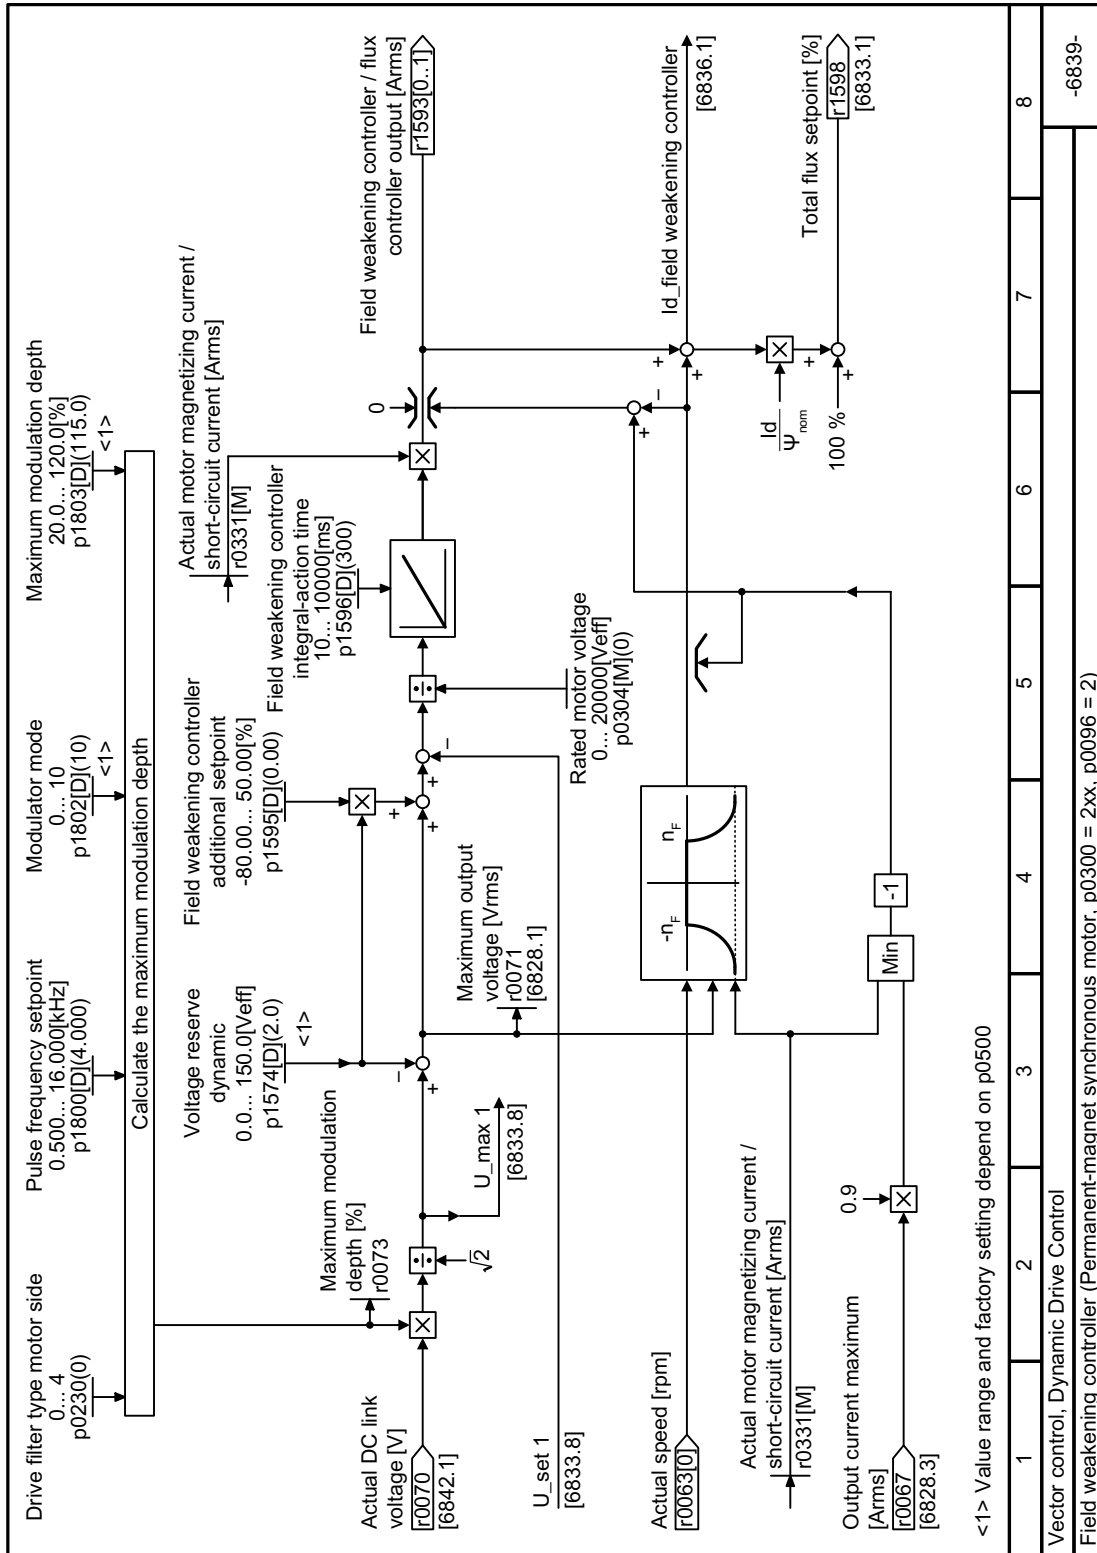 Drive filter type motor side
0... 4
p0230(0)
Pulse frequency setpoint
0.500... 16.000[kHz]
p1800[D](4.000)
Modulator mode
0... 10
p1802[D](10)
<1>
Maximum modulation depth
20.0... 120.0[%]
p1803[D](115.0)
<1>
Calculate the maximum modulation depth
Voltage reserve
dynamic
0.0... 150.0[Veff]
p1574[D](2.0)
<1>
Field weakening controller
additional setpoint
-80.00... 50.00[%]
p1595[D](0.00)
Field weakening controller
integral-action time
10... 10000[ms]
p1596[D](300)
Actual motor magnetizing current /
short-circuit current [Arms]
r0331[M]
Maximum modulation
depth [%]
r0073
Actual DC link
voltage [V]
r0070
[6842.1]
√2
U_max 1
[6833.8]
+
−
Maximum output
voltage [Vrms]
r0071
[6828.1]
+
+
+
−
0
Field weakening controller / flux
controller output [Arms]
r1593[0..1]
U_set 1
[6833.8]
Rated motor voltage
0... 20000[Veff]
p0304[M](0)
Actual speed [rpm]
r0063[0]
-nF
nF
+
−
+
+
Id_field weakening controller
[6836.1]
Actual motor magnetizing current /
short-circuit current [Arms]
r0331[M]
Id
Ψnom
100 %
+
+
Total flux setpoint [%]
r1598
[6833.1]
Output current maximum
[Arms]
r0067
[6828.3]
0.9
Min
-1
<1> Value range and factory setting depend on p0500
1 2 3 4 5 6 7 8
Vector control, Dynamic Drive Control
-6839-
Field weakening controller (Permanent-magnet synchronous motor, p0300 = 2xx, p0096 = 2)